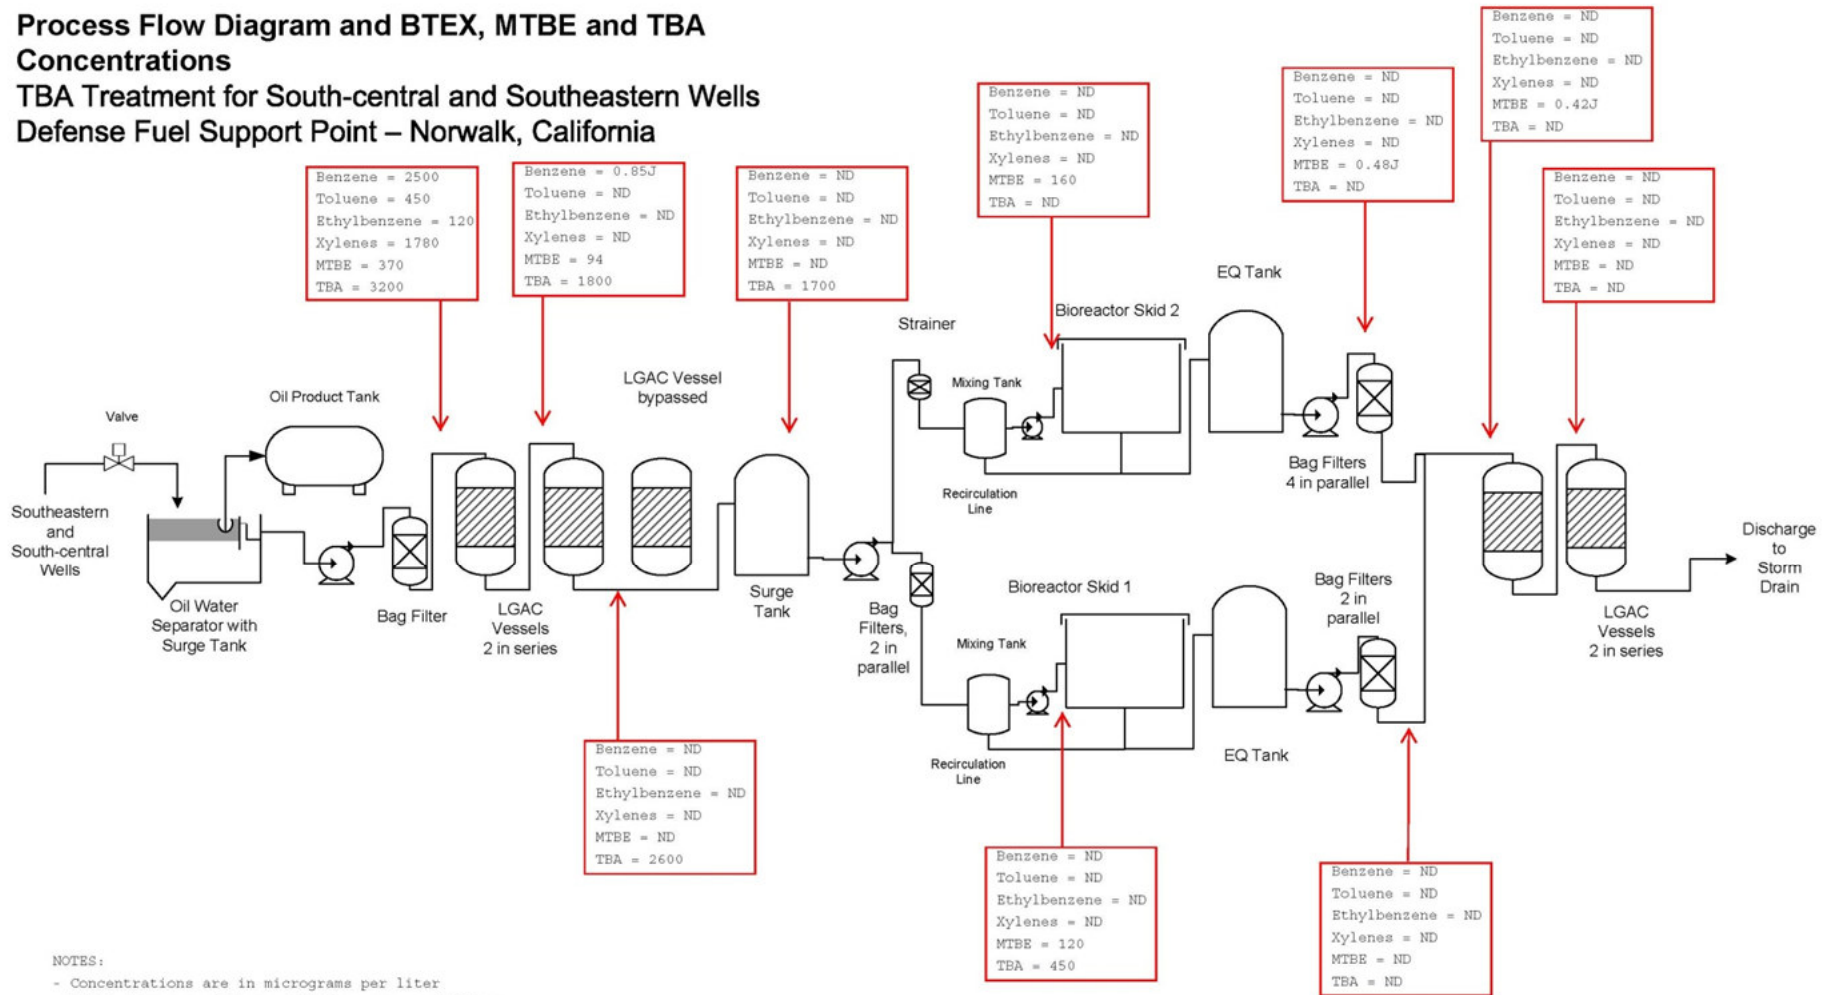 Process Flow Diagram and BTEX, MTBE and TBA
Concentrations
TBA Treatment for South-central and Southeastern Wells
Defense Fuel Support Point – Norwalk, California
Benzene = 2500
Toluene = 450
Ethylbenzene = 120
Xylenes = 1780
MTBE = 370
TBA = 3200
Benzene = 0.85J
Toluene = ND
Ethylbenzene = ND
Xylenes = ND
MTBE = 94
TBA = 1800
Benzene = ND
Toluene = ND
Ethylbenzene = ND
Xylenes = ND
MTBE = ND
TBA = 1700
Benzene = ND
Toluene = ND
Ethylbenzene = ND
Xylenes = ND
MTBE = 160
TBA = ND
Benzene = ND
Toluene = ND
Ethylbenzene = ND
Xylenes = ND
MTBE = 0.48J
TBA = ND
Benzene = ND
Toluene = ND
Ethylbenzene = ND
Xylenes = ND
MTBE = 0.42J
TBA = ND
Benzene = ND
Toluene = ND
Ethylbenzene = ND
Xylenes = ND
MTBE = ND
TBA = ND
Valve
Oil Product Tank
LGAC Vessel
bypassed
Strainer
Mixing Tank
Bioreactor Skid 2
EQ Tank
Recirculation
Line
Bag Filters
4 in parallel
Southeastern
and
South-central
Wells
Oil Water
Separator with
Surge Tank
Bag Filter
LGAC
Vessels
2 in series
Surge
Tank
Bag
Filters,
2 in
parallel
Bioreactor Skid 1
Mixing Tank
Recirculation
Line
EQ Tank
Bag Filters
2 in
parallel
LGAC
Vessels
2 in series
Discharge
to
Storm
Drain
Benzene = ND
Toluene = ND
Ethylbenzene = ND
Xylenes = ND
MTBE = ND
TBA = 2600
Benzene = ND
Toluene = ND
Ethylbenzene = ND
Xylenes = ND
MTBE = 120
TBA = 450
Benzene = ND
Toluene = ND
Ethylbenzene = ND
Xylenes = ND
MTBE = ND
TBA = ND
NOTES:
- Concentrations are in micrograms per liter